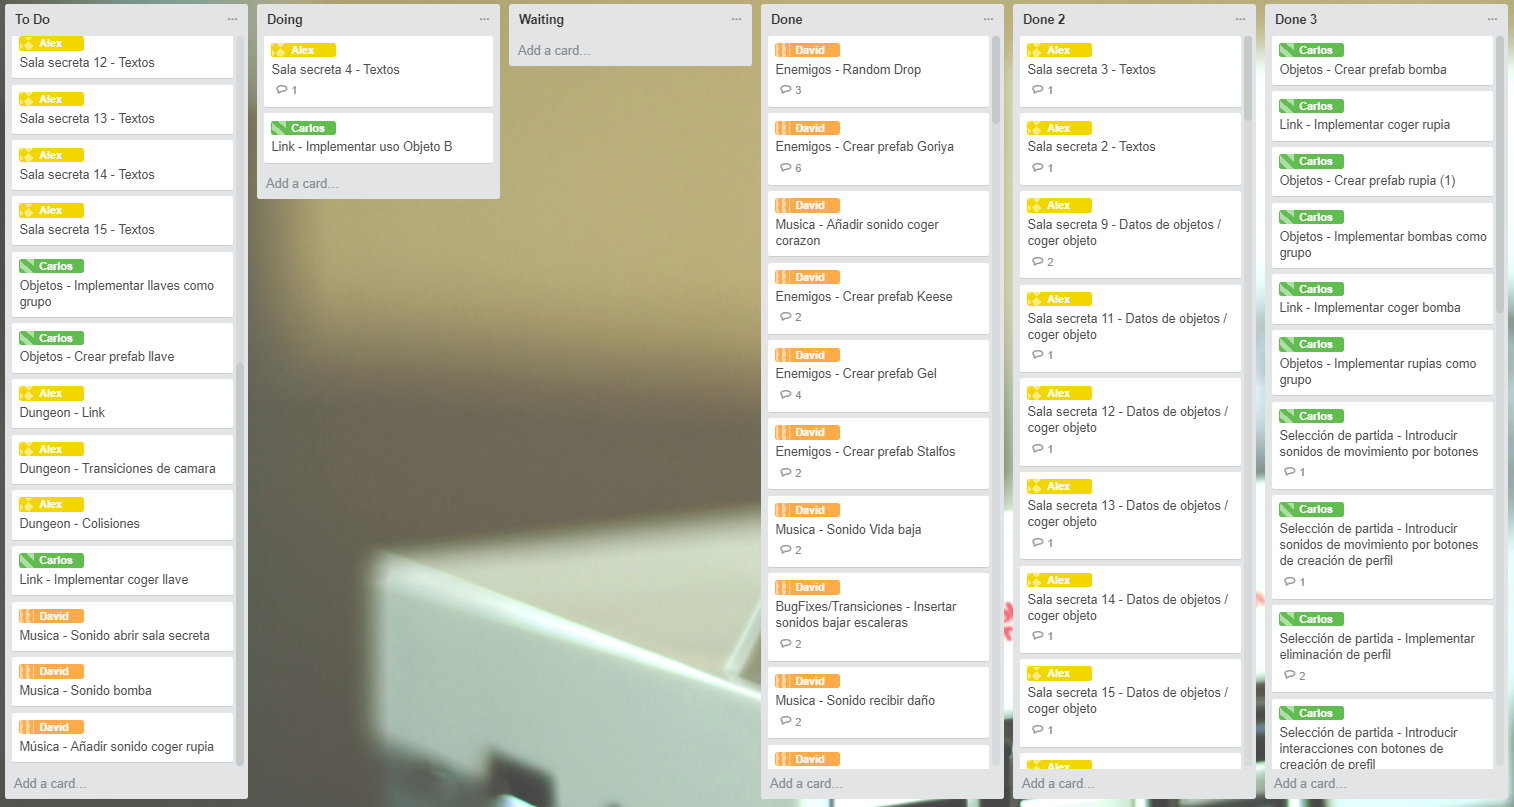 To Do
Alex
Sala secreta 12 - Textos
Alex
Sala secreta 13 - Textos
Alex
Sala secreta 14 - Textos
Alex
Sala secreta 15 - Textos
Carlos
Objetos - Implementar llaves como
grupo
Carlos
Objetos - Crear prefab llave
Alex
Dungeon - Link
Alex
Dungeon - Transiciones de camara
Alex
Dungeon - Colisiones
Carlos
Link - Implementar coger llave
David
Musica - Sonido abrir sala secreta
David
Musica - Sonido bomba
David
Música - Añadir sonido coger rupia
Add a card...
Doing
Alex
Sala secreta 4 - Textos
1
Carlos
Link - Implementar uso Objeto B
Add a card...
Waiting
Add a card...
Done
David
Enemigos - Random Drop
3
David
Enemigos - Crear prefab Goriya
6
David
Musica - Añadir sonido coger
corazon
David
Enemigos - Crear prefab Keese
2
David
Enemigos - Crear prefab Gel
4
David
Enemigos - Crear prefab Stalfos
2
David
Musica - Sonido Vida baja
2
David
BugFixes/Transiciones - Insertar
sonidos bajar escaleras
2
David
Musica - Sonido recibir daño
2
David
Add a card...
Done 2
Alex
Sala secreta 3 - Textos
1
Alex
Sala secreta 2 - Textos
1
Alex
Sala secreta 9 - Datos de objetos /
coger objeto
2
Alex
Sala secreta 11 - Datos de objetos /
coger objeto
1
Alex
Sala secreta 12 - Datos de objetos /
coger objeto
1
Alex
Sala secreta 13 - Datos de objetos /
coger objeto
1
Alex
Sala secreta 14 - Datos de objetos /
coger objeto
1
Alex
Sala secreta 15 - Datos de objetos /
coger objeto
1
Alex
Add a card...
Done 3
Carlos
Objetos - Crear prefab bomba
Carlos
Link - Implementar coger rupia
Carlos
Objetos - Crear prefab rupia (1)
Carlos
Objetos - Implementar bombas como
grupo
Carlos
Link - Implementar coger bomba
Carlos
Objetos - Implementar rupias como
grupo
Carlos
Selección de partida - Introducir
sonidos de movimiento por botones
1
Carlos
Selección de partida - Introducir
sonidos de movimiento por botones
de creación de perfil
1
Carlos
Selección de partida - Implementar
eliminación de perfil
2
Carlos
Selección de partida - Introducir
interacciones con botones de
creación de prefil
Add a card...